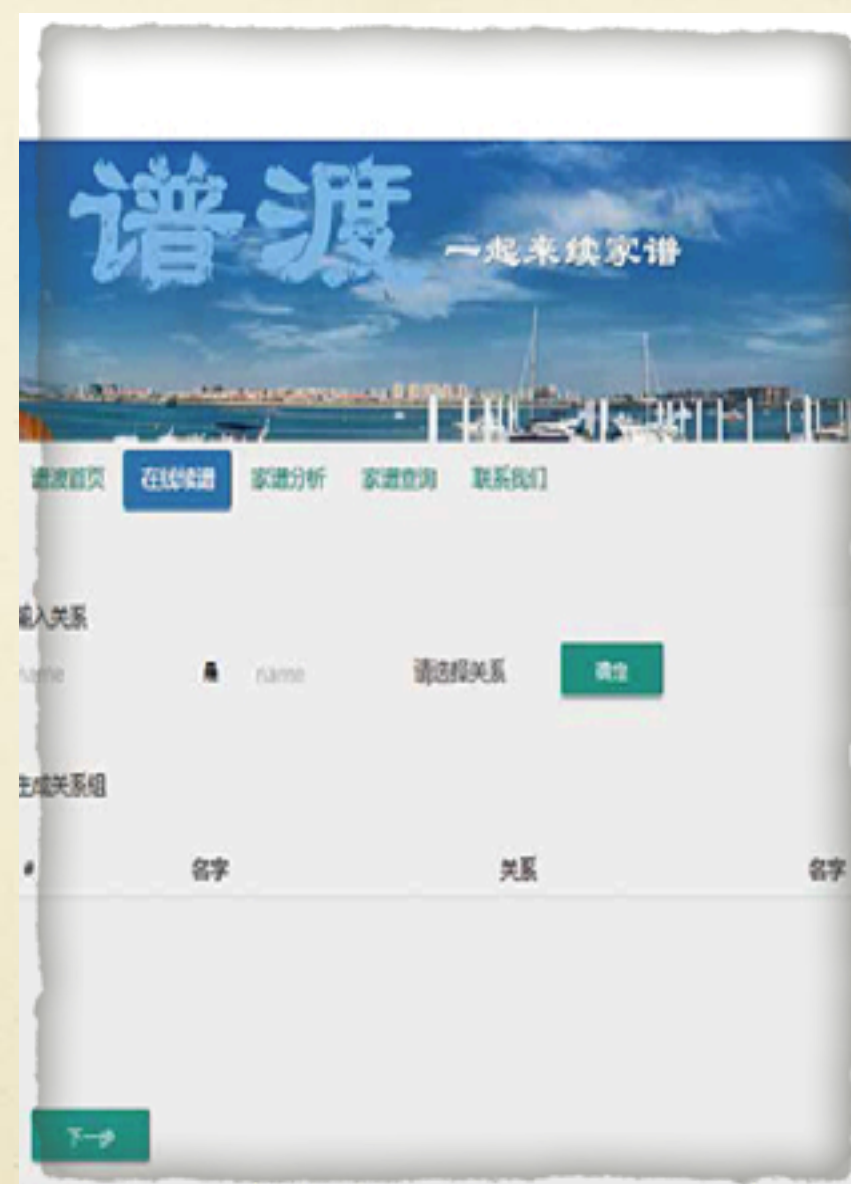 谱渡
一起来续家谱
谱渡首页 在线续谱 家谱分析 家谱查询 联系我们
输入关系
name 是 name 请选择关系 确定
生成关系组
# 名字 关系 名字
下一步